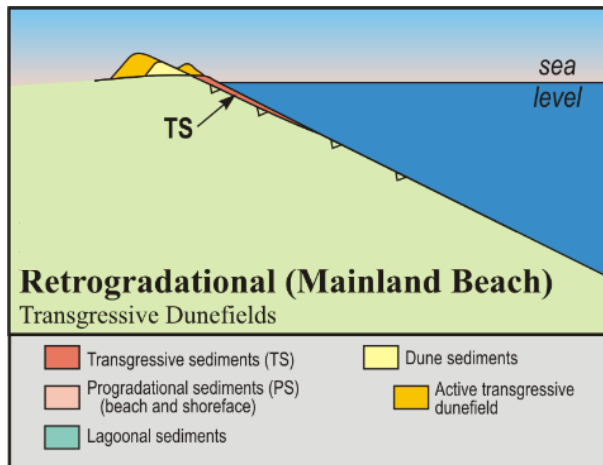 sea
level
TS
Retrogradational (Mainland Beach)
Transgressive Dunefields
Transgressive sediments (TS)
Progradational sediments (PS)
(beach and shoreface)
Lagoonal sediments
Dune sediments
Active transgressive
dunefield